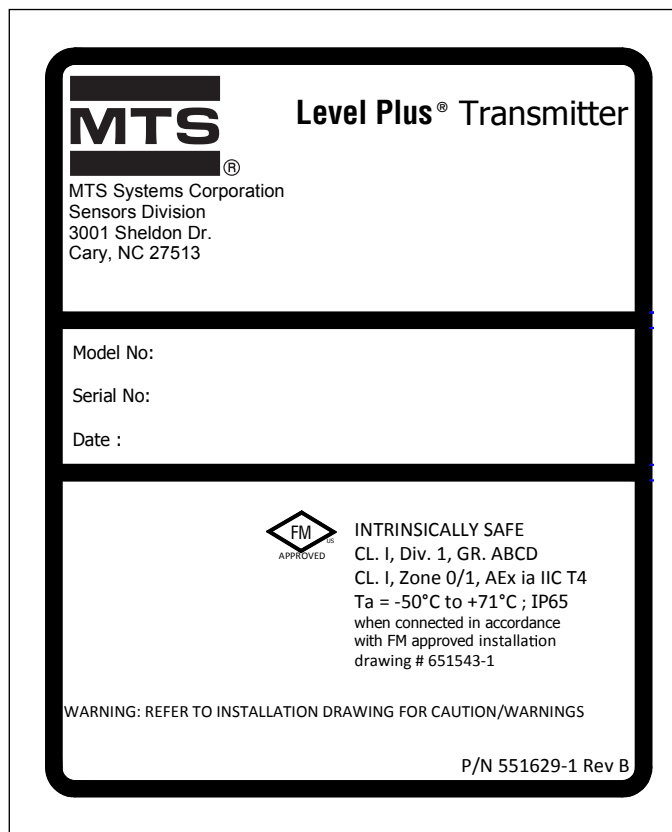 MTS
®
Level Plus® Transmitter
MTS Systems Corporation
Sensors Division
3001 Sheldon Dr.
Cary, NC 27513
Model No:
Serial No:
Date :
FM
us
APPROVED
INTRINSICALLY SAFE
CL. I, Div. 1, GR. ABCD
CL. I, Zone 0/1, AEx ia IIC T4
Ta = -50°C to +71°C ; IP65
when connected in accordance
with FM approved installation
drawing # 651543-1
WARNING: REFER TO INSTALLATION DRAWING FOR CAUTION/WARNINGS
P/N 551629-1 Rev B